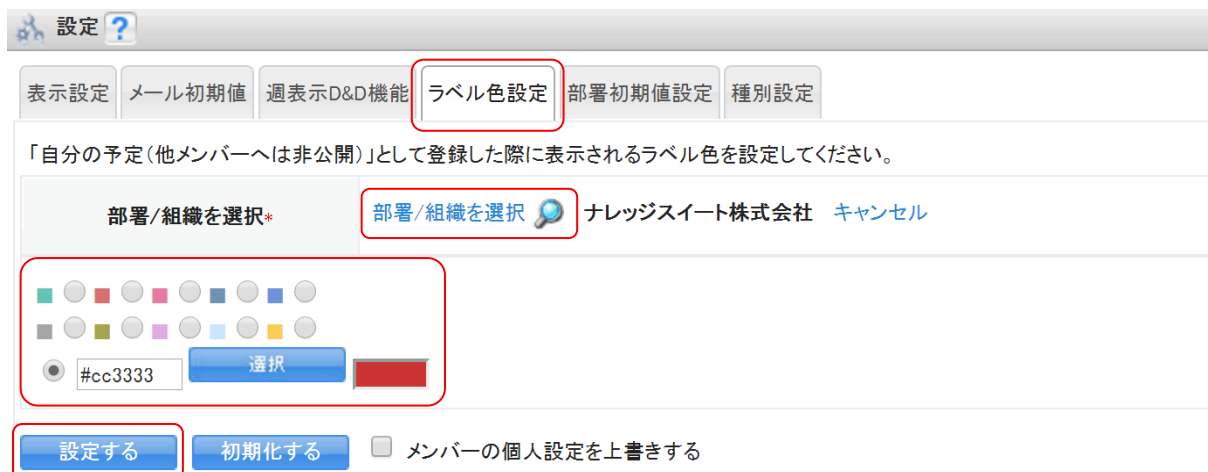 設定 ?
表示設定 メール初期値 週表示D&D機能 ラベル色設定 部署初期値設定 種別設定
「自分の予定(他メンバーへは非公開)」として登録した際に表示されるラベル色を設定してください。
部署/組織を選択* 部署/組織を選択 ナレッジスイート株式会社 キャンセル
#cc3333 選択
設定する 初期化する メンバーの個人設定を上書きする